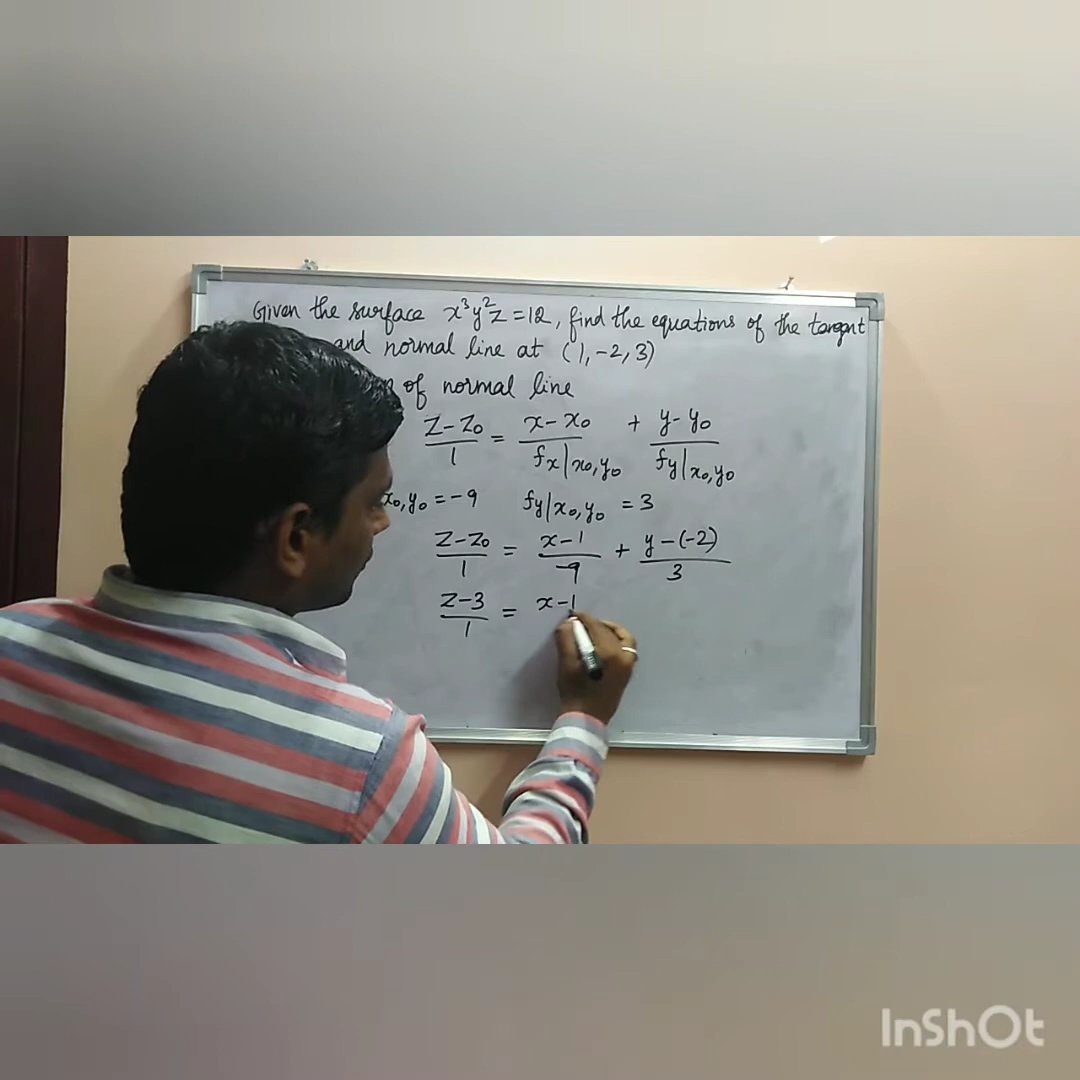 Given the surface x³y²z = 12, find the equations of the tangent
and normal line at (1, -2, 3)
of normal line
z - z₀ / 1 = x - x₀ / fx|x₀,y₀ + y - y₀ / fy|x₀,y₀
x₀,y₀ = -9 fy|x₀,y₀ = 3
z - z₀ / 1 = x - 1 / -9 + y - (-2) / 3
z - 3 / 1 = x - 1
InShOt